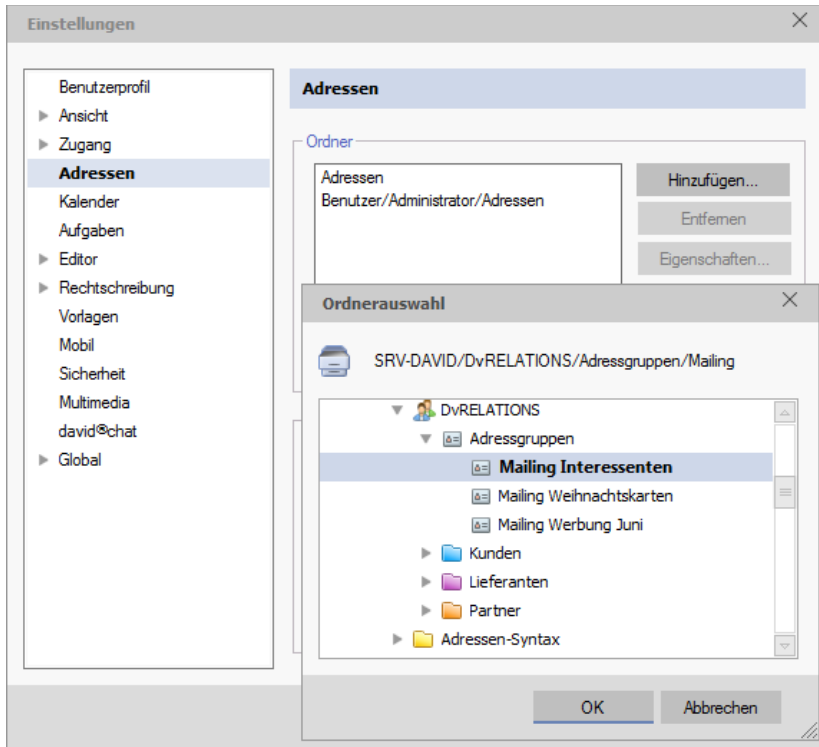 Einstellungen
Benutzerprofil
Ansicht
Zugang
Adressen
Kalender
Aufgaben
Editor
Rechtschreibung
Vorlagen
Mobil
Sicherheit
Multimedia
david®chat
Global
Adressen
Ordner
Adressen
Benutzer/Administrator/Adressen
Hinzufügen...
Entfernen
Eigenschaften...
Ordnerauswahl
SRV-DAVID/DvRELATIONS/Adressgruppen/Mailing
DvRELATIONS
Adressgruppen
Mailing Interessenten
Mailing Weihnachtskarten
Mailing Werbung Juni
Kunden
Lieferanten
Partner
Adressen-Syntax
OK
Abbrechen